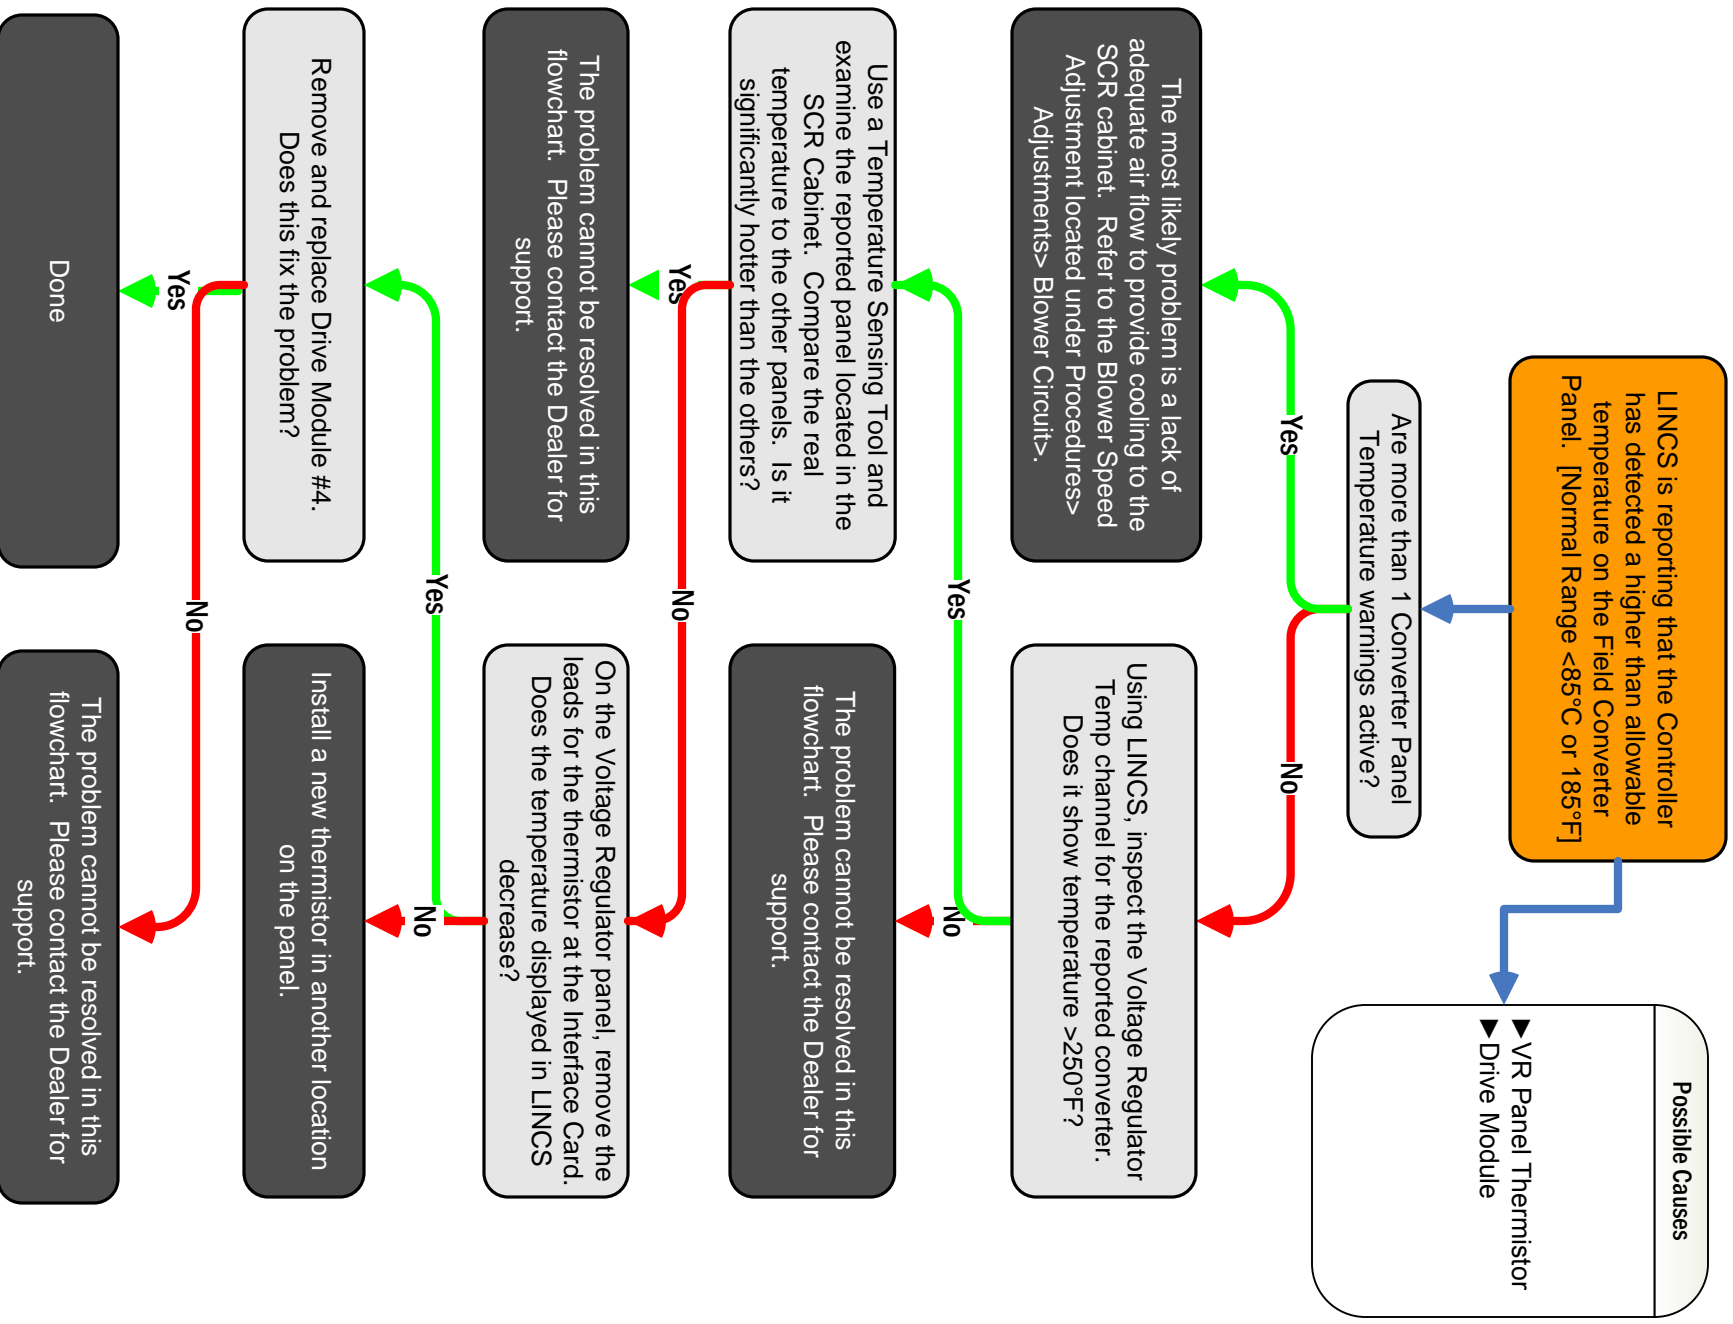 LINCS is reporting that the Controller
has detected a higher than allowable
temperature on the Field Converter
Panel.  [Normal Range <85°C or 185°F]
Possible Causes
►VR Panel Thermistor
►Drive Module
Are more than 1 Converter Panel
Temperature warnings active?
Yes
No
The most likely problem is a lack of
adequate air flow to provide cooling to the
SCR cabinet.  Refer to the Blower Speed
Adjustment located under Procedures>
Adjustments> Blower Circuit>.
Using LINCS, inspect the Voltage Regulator
Temp channel for the reported converter.
Does it show temperature >250°F?
Yes
No
Use a Temperature Sensing Tool and
examine the reported panel located in the
SCR Cabinet.  Compare the real
temperature to the other panels.  Is it
significantly hotter than the others?
The problem cannot be resolved in this
flowchart.  Please contact the Dealer for
support.
Yes
No
The problem cannot be resolved in this
flowchart.  Please contact the Dealer for
support.
On the Voltage Regulator panel, remove the
leads for the thermistor at the Interface Card.
Does the temperature displayed in LINCS
decrease?
Yes
No
Remove and replace Drive Module #4.
Does this fix the problem?
Install a new thermistor in another location
on the panel.
Yes
No
Done
The problem cannot be resolved in this
flowchart.  Please contact the Dealer for
support.